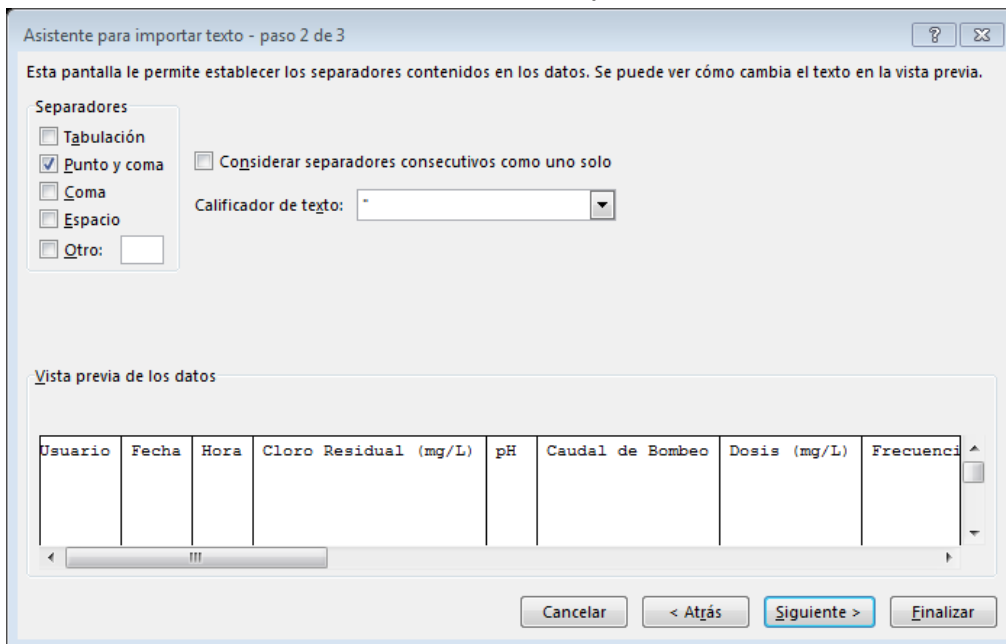 Asistente para importar texto - paso 2 de 3
Esta pantalla le permite establecer los separadores contenidos en los datos. Se puede ver cómo cambia el texto en la vista previa.
Separadores
Tabulación
Punto y coma
Coma
Espacio
Otro:
Considerar separadores consecutivos como uno solo
Calificador de texto: "
Vista previa de los datos
Usuario Fecha Hora Cloro Residual (mg/L) pH Caudal de Bombeo Dosis (mg/L) Frecuenci
Cancelar < Atrás Siguiente > Finalizar